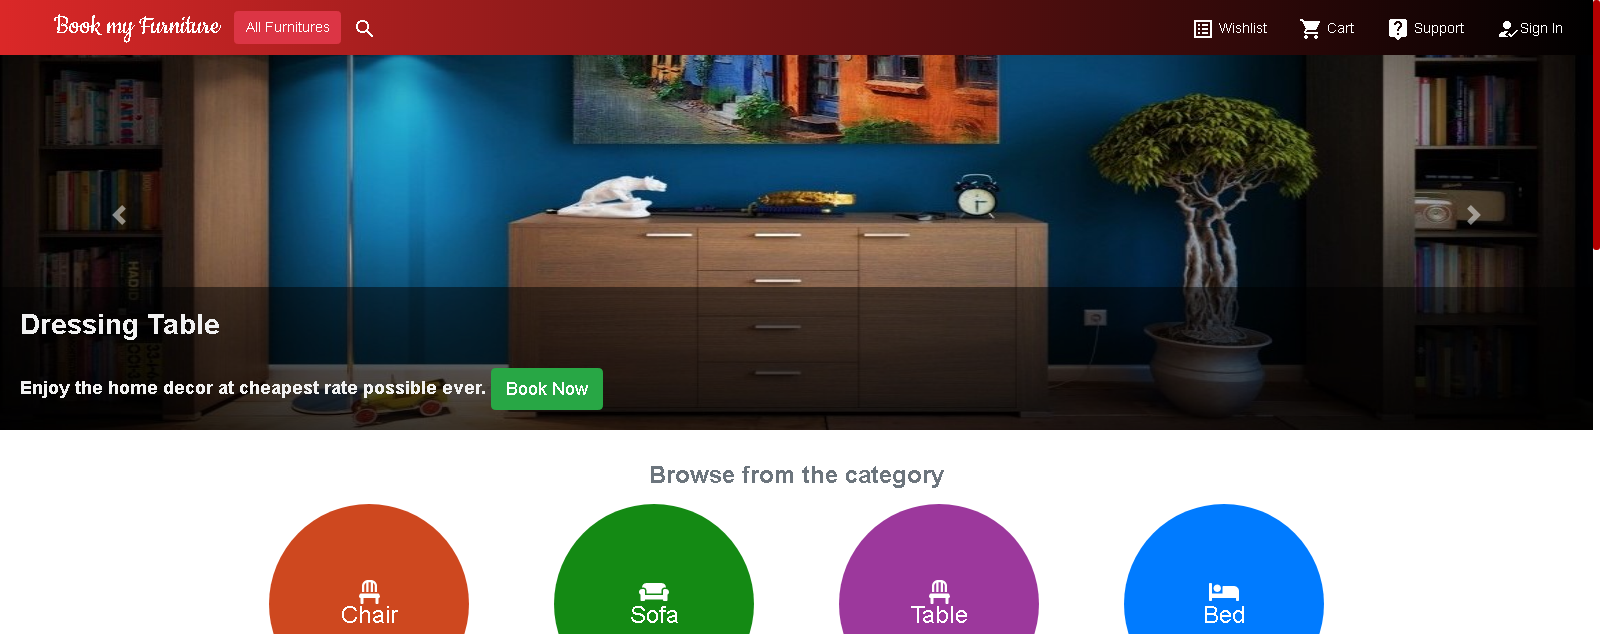 Book my Furniture
All Furnitures
Wishlist
Cart
Support
Sign In
Dressing Table
Enjoy the home decor at cheapest rate possible ever.
Book Now
Browse from the category
Chair
Sofa
Table
Bed